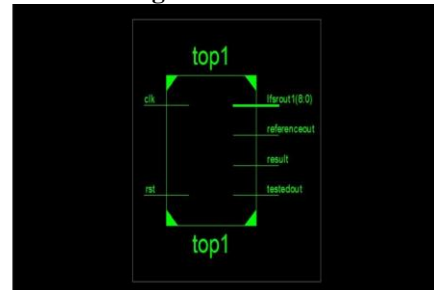 top1
clk
lfsrout1(8:0)
referenceout
result
rst
testedout
top1